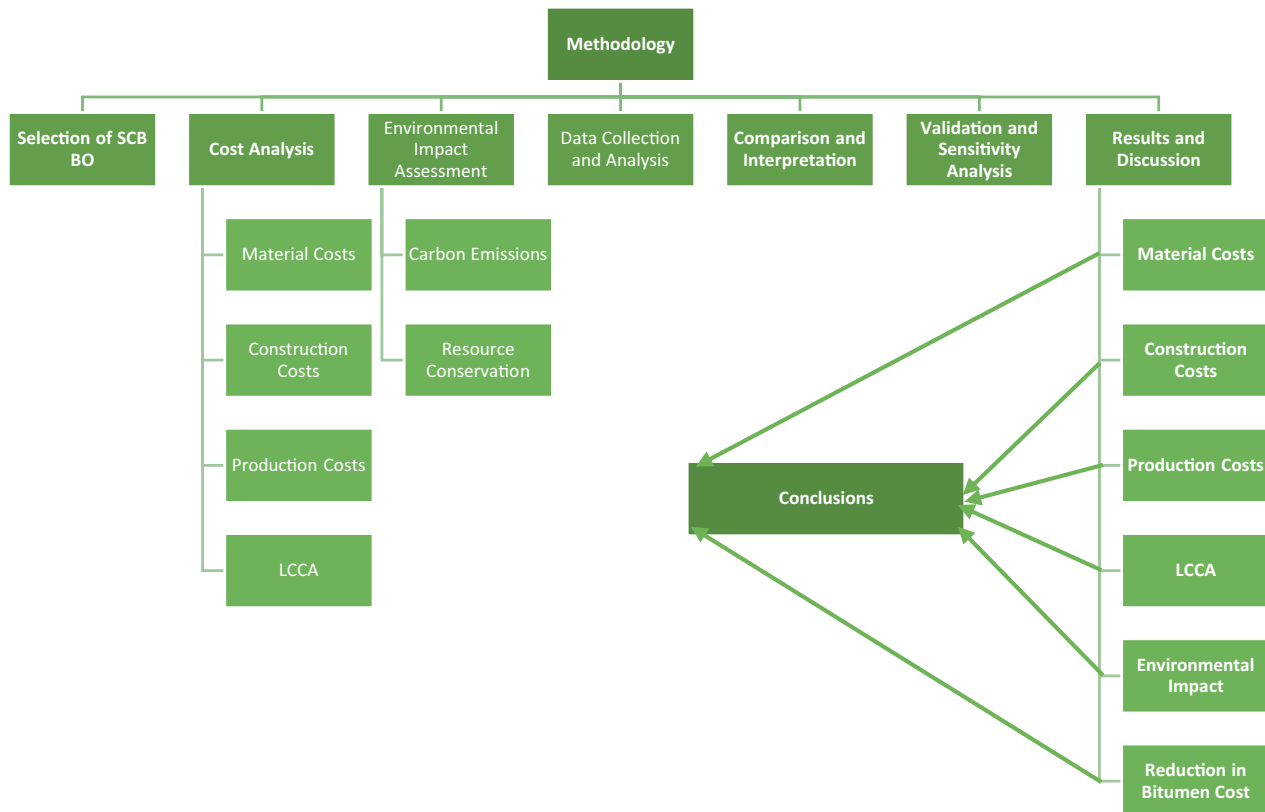 Methodology
Selection of SCB
BO
Cost Analysis
Environmental
Impact
Assessment
Data Collection
and Analysis
Comparison and
Interpretation
Validation and
Sensitivity
Analysis
Results and
Discussion
Material Costs
Construction
Costs
Production Costs
LCCA
Carbon Emissions
Resource
Conservation
Material Costs
Construction
Costs
Production Costs
LCCA
Environmental
Impact
Reduction in
Bitumen Cost
Conclusions